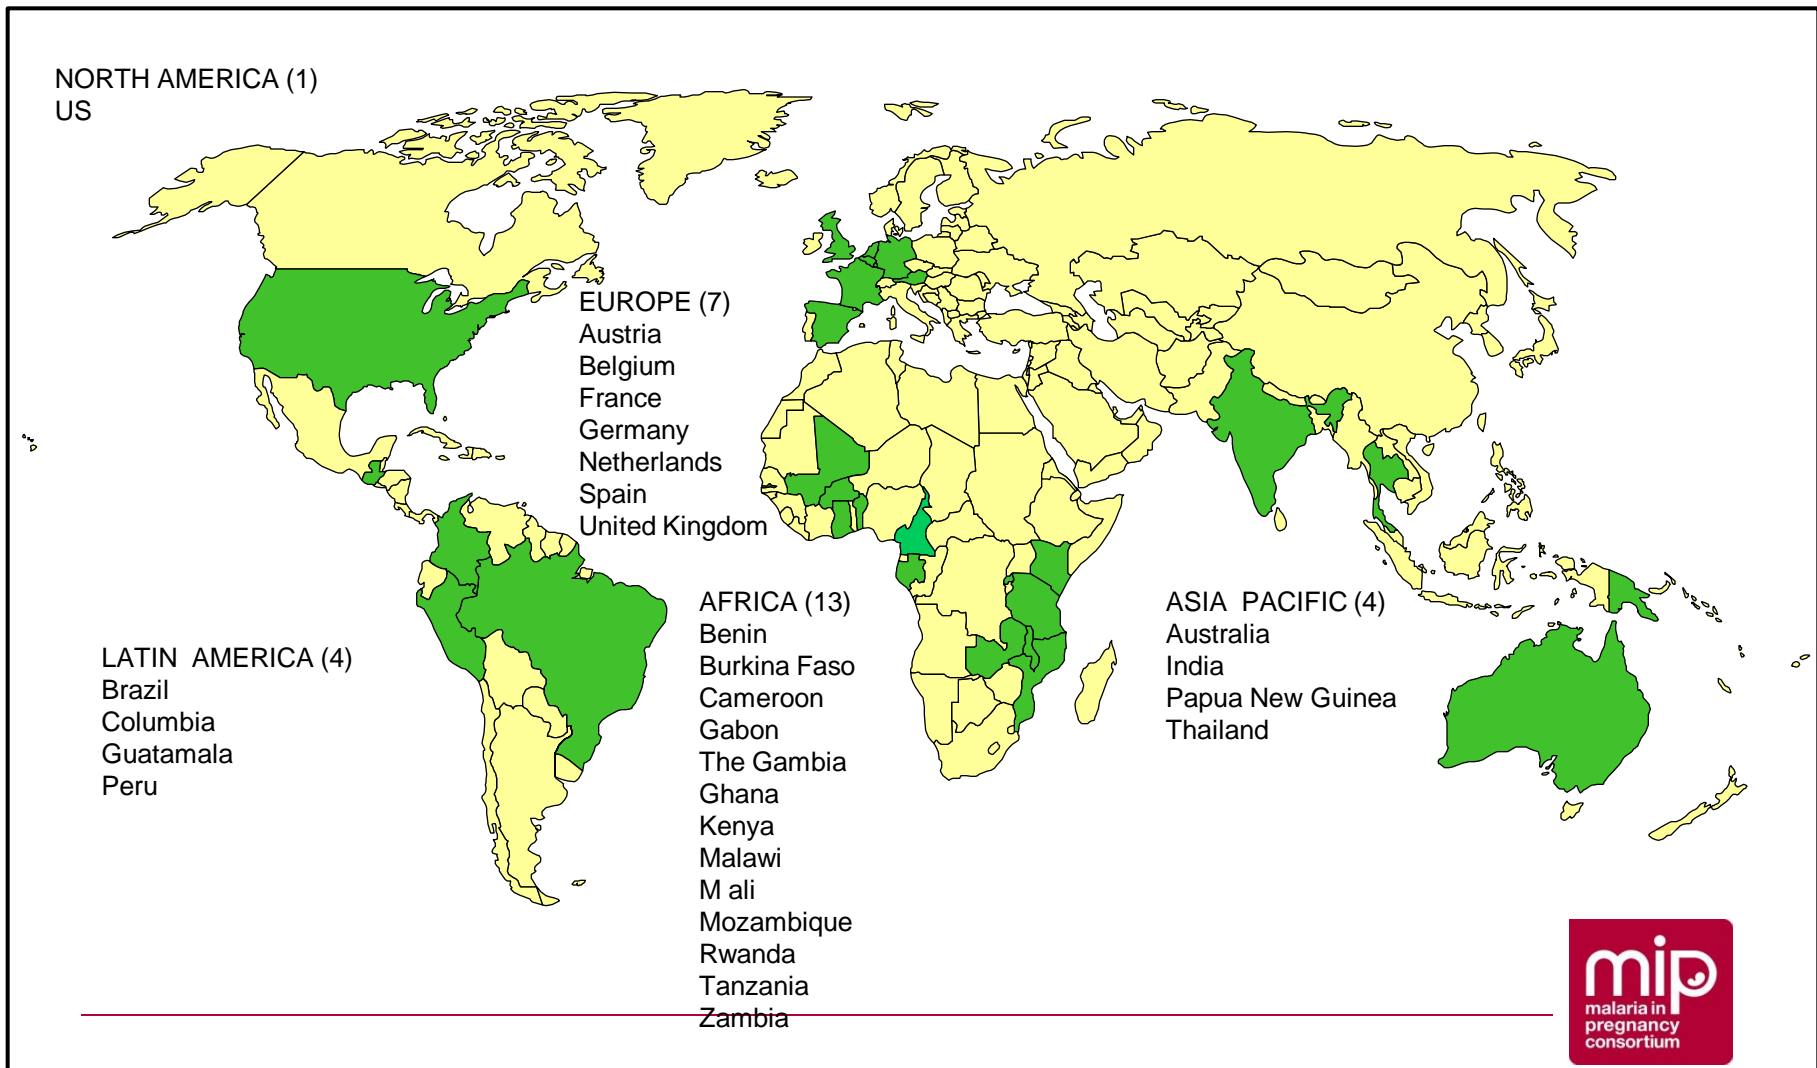 NORTH AMERICA (1)
US
EUROPE (7)
Austria
Belgium
France
Germany
Netherlands
Spain
United Kingdom
LATIN AMERICA (4)
Brazil
Columbia
Guatamala
Peru
AFRICA (13)
Benin
Burkina Faso
Cameroon
Gabon
The Gambia
Ghana
Kenya
Malawi
M ali
Mozambique
Rwanda
Tanzania
Zambia
ASIA PACIFIC (4)
Australia
India
Papua New Guinea
Thailand
mip
malaria in
pregnancy
consortium